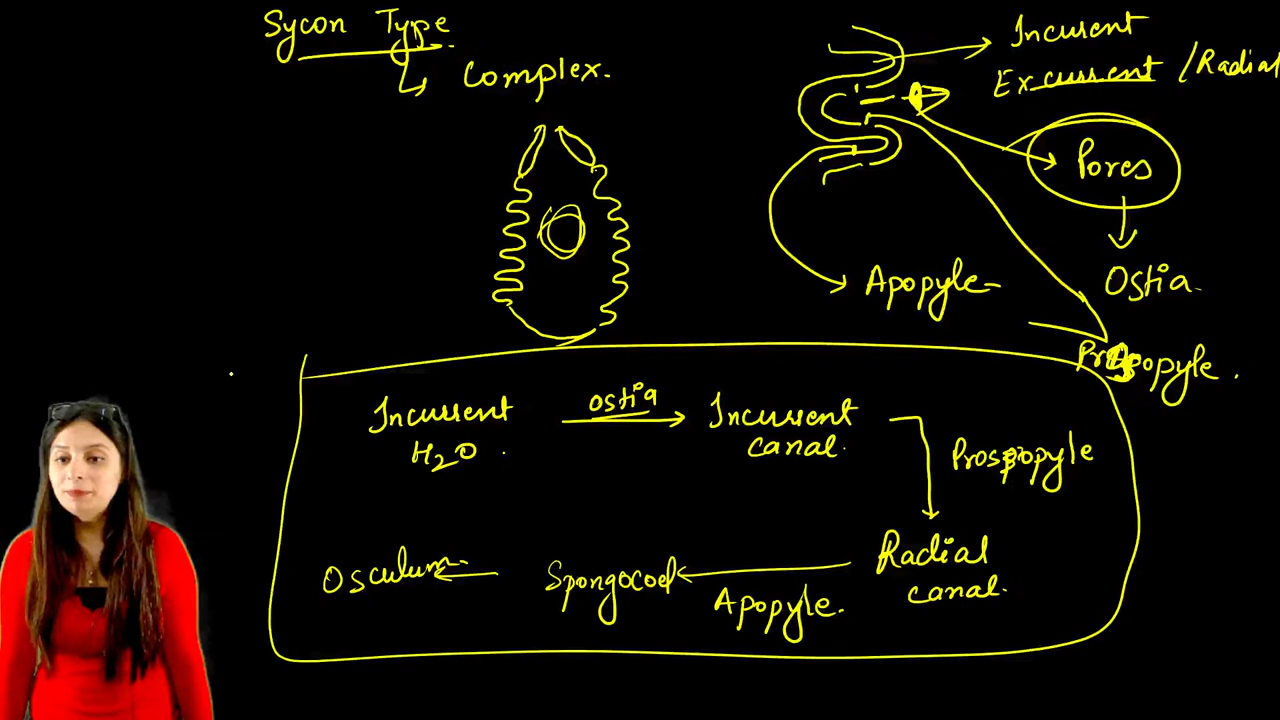 Sycon Type.
Complex.
Incurrent
Excurrent / Radial
Pores
Ostia.
Apopyle
Incurrent
H2O.
ostia
Incurrent
canal.
Prosopyle
Radial
canal.
Apopyle.
Spongocoel
Osculum